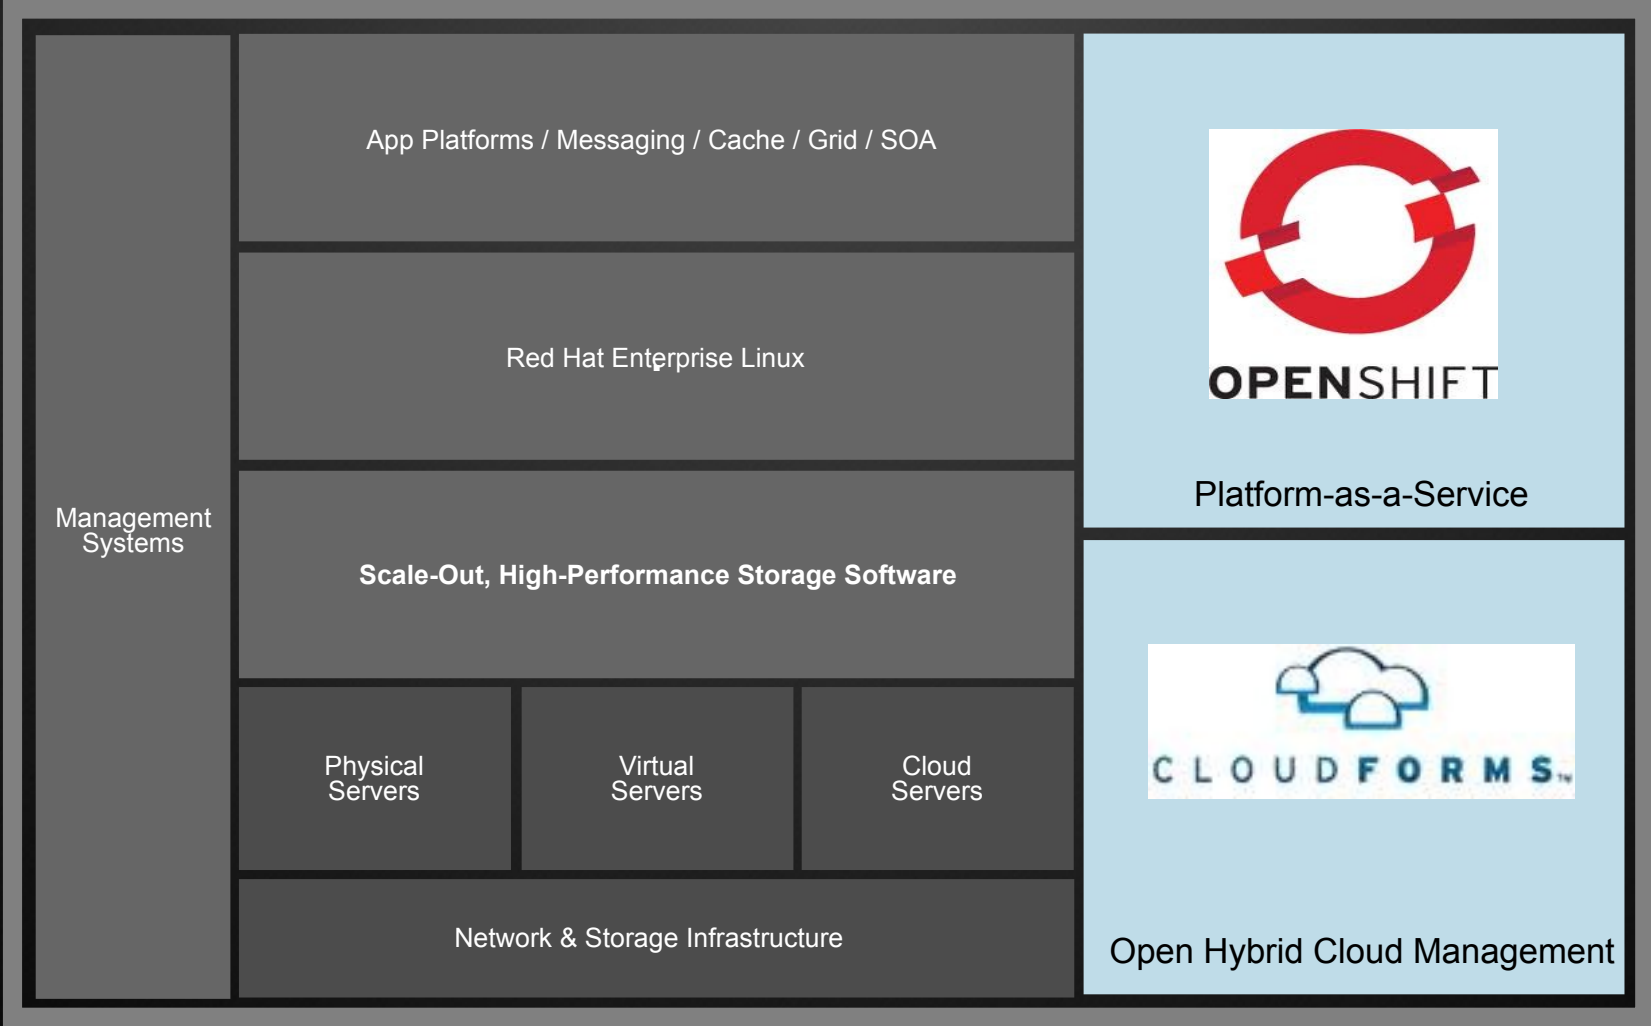 Management
Systems
App Platforms / Messaging / Cache / Grid / SOA
Red Hat Enterprise Linux
Scale-Out, High-Performance Storage Software
Physical
Servers
Virtual
Servers
Cloud
Servers
Network & Storage Infrastructure
OPENSHIFT
Platform-as-a-Service
CLOUDFORMS™
Open Hybrid Cloud Management